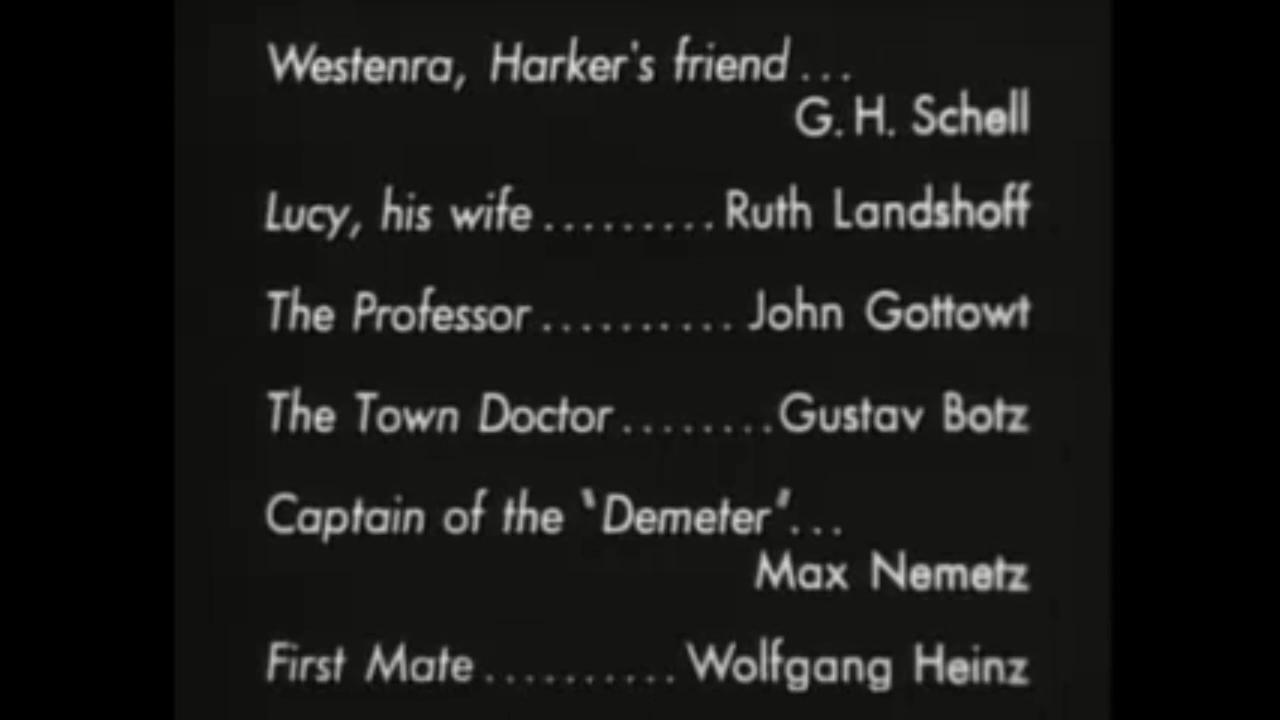 Westenra, Harker's friend...
G. H. Schell
Lucy, his wife.........Ruth Landshoff
The Professor..........John Gottowt
The Town Doctor........Gustav Botz
Captain of the "Demeter"...
Max Nemetz
First Mate..........Wolfgang Heinz